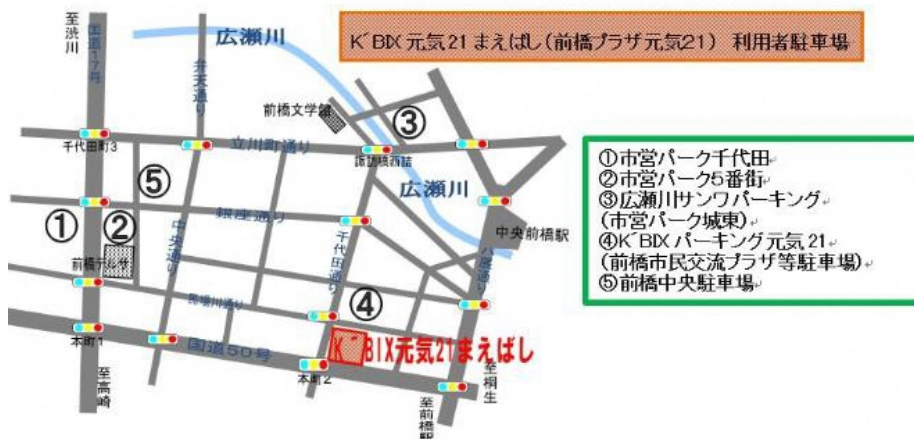 K´BIX 元気21 まえばし(前橋プラザ元気21) 利用者駐車場
至渋川
国道17号
弁天通り
広瀬川
前橋文学館
③
千代田町3
立川町通り
諏訪橋西詰
①市営パーク千代田
②市営パーク5番街
③広瀬川サンワパーキング
(市営パーク城東)
④K´BIX パーキング元気21
(前橋市民交流プラザ等駐車場)
⑤前橋中央駐車場
⑤
広瀬川
①
②
銀座通り
中央前橋駅
中央通り
千代田通り
八展通り
前橋テルサ
馬場川通り
④
本町1
国道50号
K´BIX元気21まえばし
本町2
至高崎
至桐生
至前橋駅